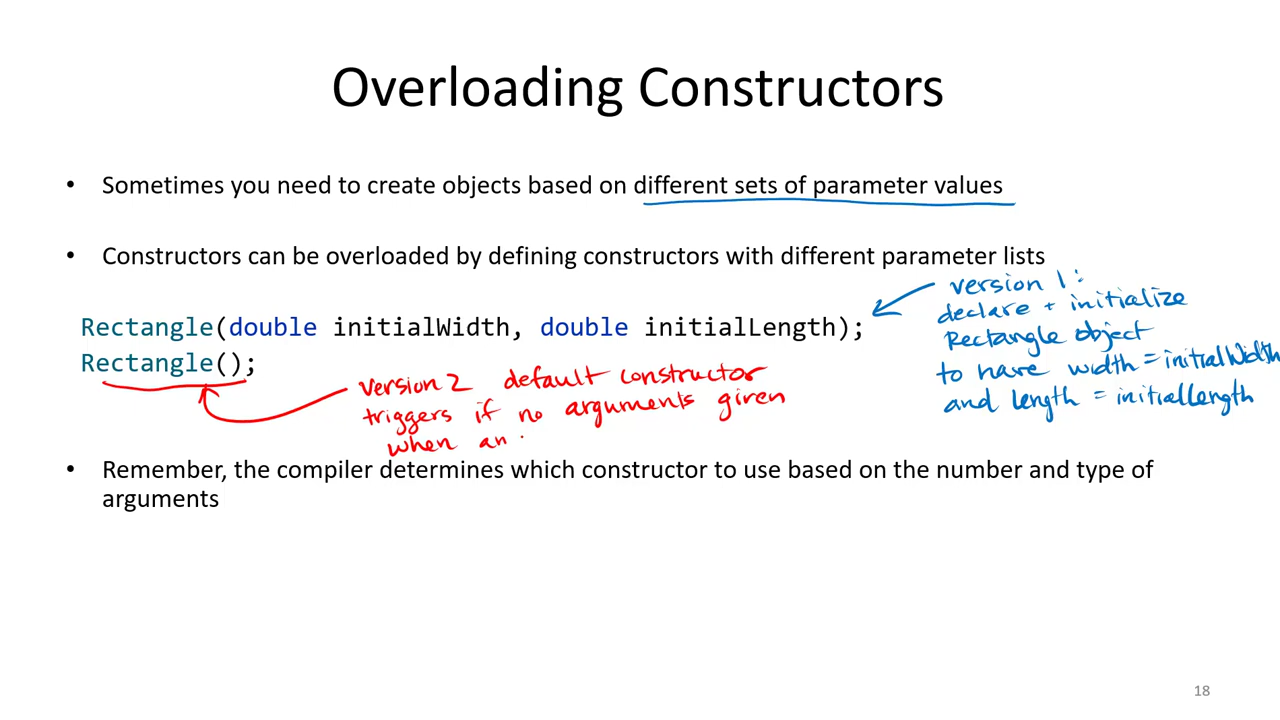 Overloading Constructors
• Sometimes you need to create objects based on different sets of parameter values
• Constructors can be overloaded by defining constructors with different parameter lists
version 1:
declare + initialize
Rectangle object
to have width = initialWidth
and length = initialLength
Rectangle(double initialWidth, double initialLength);
Rectangle();
version 2 default constructor
triggers if no arguments given
when an
• Remember, the compiler determines which constructor to use based on the number and type of
arguments
18